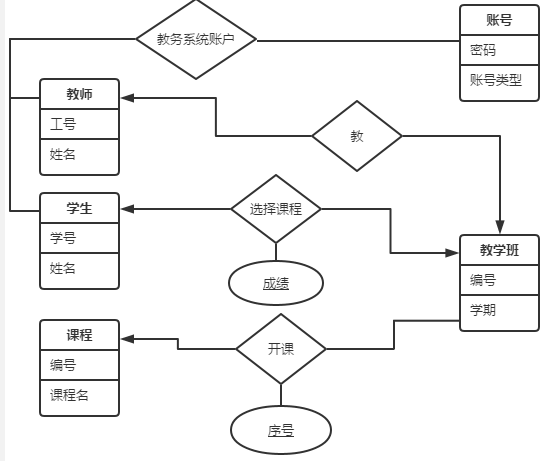 教务系统账户
账号
密码
账号类型
教师
工号
姓名
教
学生
学号
姓名
选择课程
成绩
教学班
编号
学期
课程
编号
课程名
开课
序号